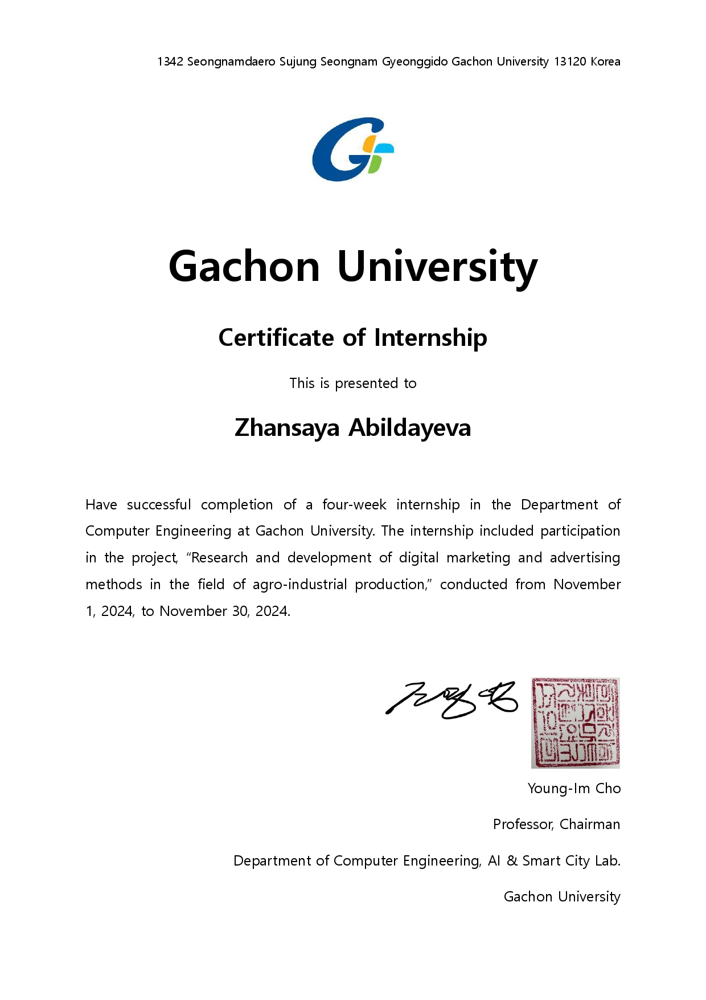 1342 Seongnamdaero Sujung Seongnam Gyeonggido Gachon University 13120 Korea
Gachon University
Certificate of Internship
This is presented to
Zhansaya Abildayeva
Have successful completion of a four-week internship in the Department of
Computer Engineering at Gachon University. The internship included participation
in the project, “Research and development of digital marketing and advertising
methods in the field of agro-industrial production,” conducted from November
1, 2024, to November 30, 2024.
Young-Im Cho
Professor, Chairman
Department of Computer Engineering, AI & Smart City Lab.
Gachon University